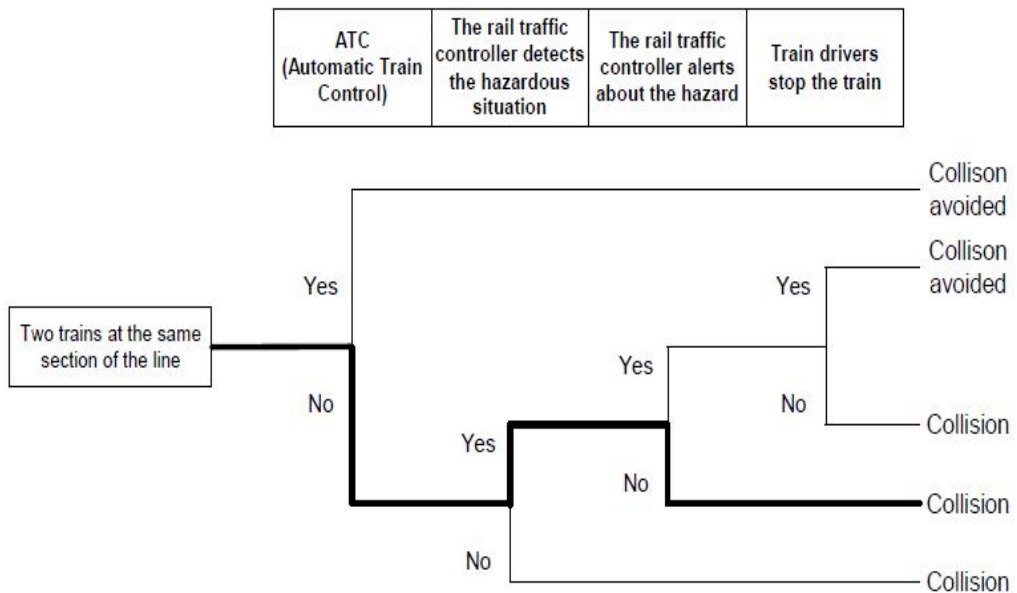 ATC
(Automatic Train
Control)
The rail traffic
controller detects
the hazardous
situation
The rail traffic
controller alerts
about the hazard
Train drivers
stop the train
Collison
avoided
Collison
avoided
Yes
Yes
Two trains at the same
section of the line
Yes
No
No
Yes
Collision
No
Collision
No
Collision